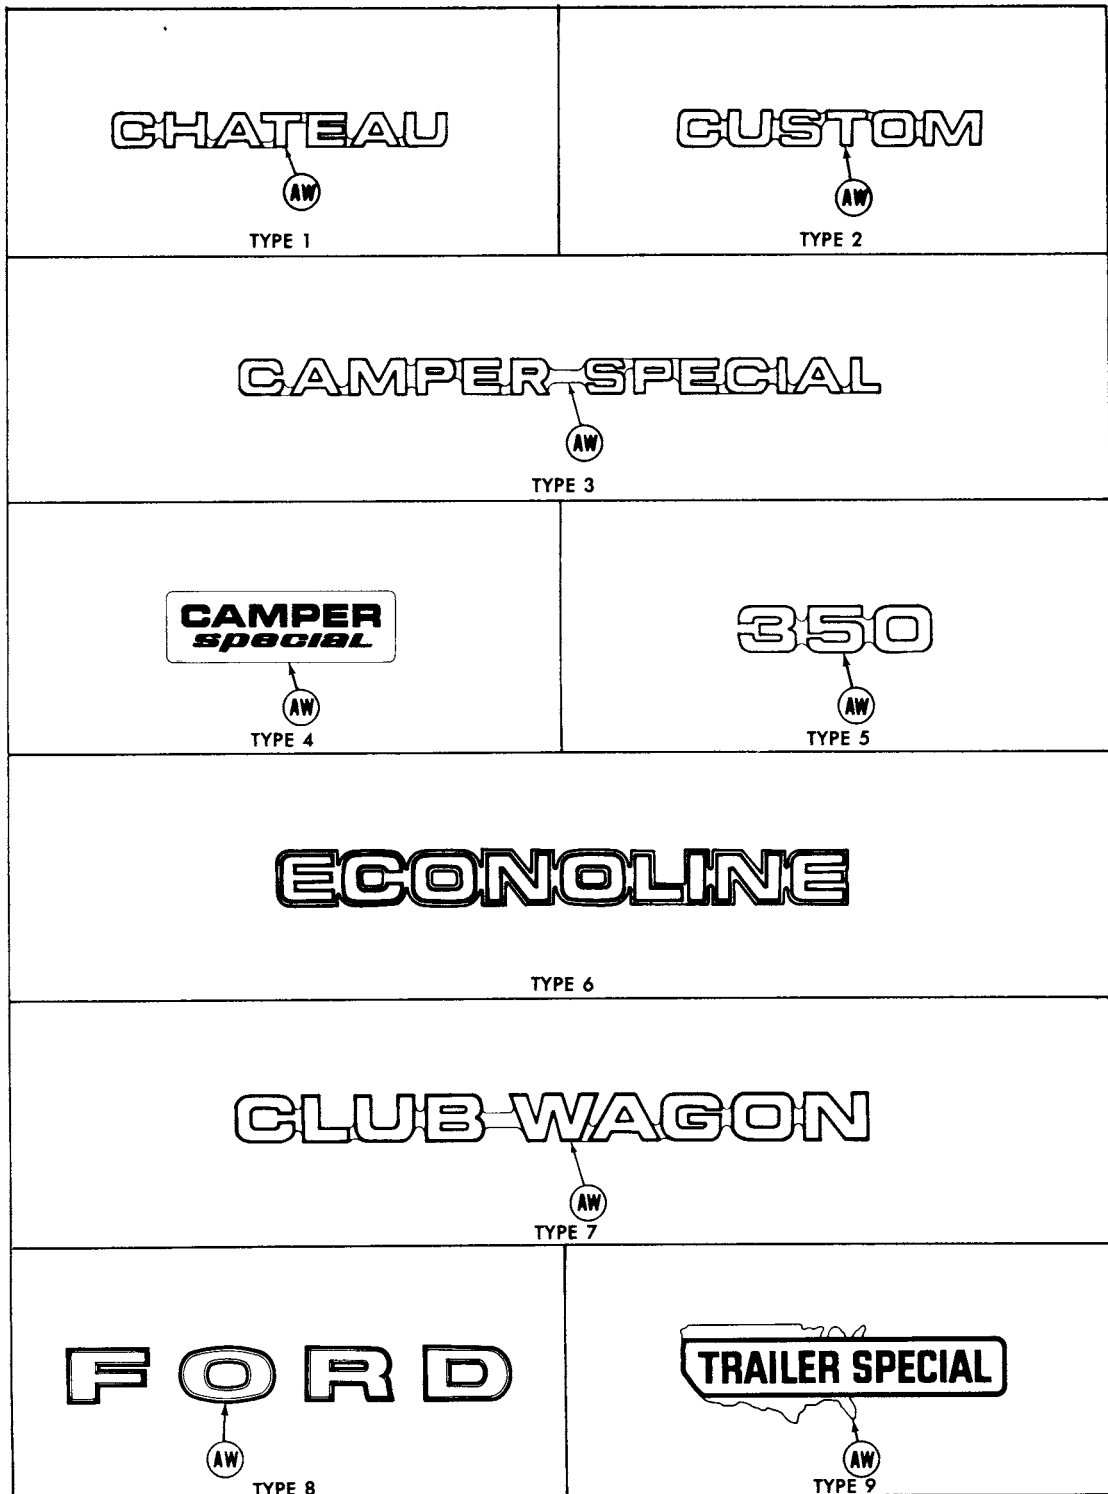 CHATEAU
AW
TYPE 1
CUSTOM
AW
TYPE 2
CAMPER SPECIAL
AW
TYPE 3
CAMPER
special
AW
TYPE 4
350
AW
TYPE 5
ECONOLINE
TYPE 6
CLUB WAGON
AW
TYPE 7
FORD
AW
TYPE 8
TRAILER SPECIAL
AW
TYPE 9